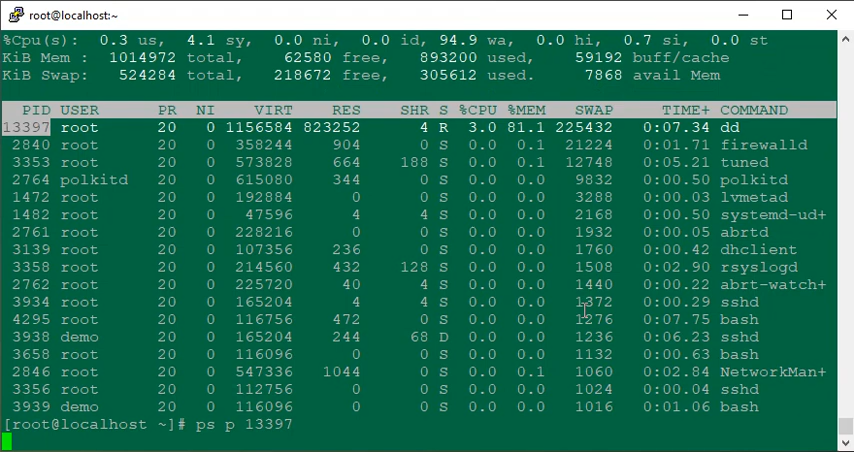 root@localhost:~
%Cpu(s):  0.3 us,  4.1 sy,  0.0 ni,  0.0 id, 94.9 wa,  0.0 hi,  0.7 si,  0.0 st
KiB Mem :  1014972 total,    62580 free,   893200 used,    59192 buff/cache
KiB Swap:   524284 total,   218672 free,   305612 used.     7868 avail Mem
PID USER      PR  NI    VIRT    RES    SHR S %CPU %MEM   SWAP     TIME+ COMMAND
13397 root      20   0 1156584 823252      4 R  3.0 81.1 225432   0:07.34 dd
2840 root      20   0  358244    904      0 S  0.0  0.1  21224   0:01.71 firewalld
3353 root      20   0  573828    664    188 S  0.0  0.1  12748   0:05.21 tuned
2764 polkitd   20   0  615080    344      0 S  0.0  0.0   9832   0:00.50 polkitd
1472 root      20   0  192884      0      0 S  0.0  0.0   3288   0:00.03 lvmetad
1482 root      20   0   47596      4      4 S  0.0  0.0   2168   0:00.50 systemd-ud+
2761 root      20   0  228216      0      0 S  0.0  0.0   1932   0:00.05 abrtd
3139 root      20   0  107356    236      0 S  0.0  0.0   1760   0:00.42 dhclient
3358 root      20   0  214560    432    128 S  0.0  0.0   1508   0:02.90 rsyslogd
2762 root      20   0  225720     40      4 S  0.0  0.0   1440   0:00.22 abrt-watch+
3934 root      20   0  165204      4      4 S  0.0  0.0   1372   0:00.29 sshd
4295 root      20   0  116756    472      0 S  0.0  0.0   1276   0:07.75 bash
3938 demo      20   0  165204    244     68 D  0.0  0.0   1236   0:06.23 sshd
3658 root      20   0  116096      0      0 S  0.0  0.0   1132   0:00.63 bash
2846 root      20   0  547336   1044      0 S  0.0  0.1   1060   0:02.84 NetworkMan+
3356 root      20   0  112756      0      0 S  0.0  0.0   1024   0:00.04 sshd
3939 demo      20   0  116096      0      0 S  0.0  0.0   1016   0:01.06 bash
[root@localhost ~]# ps p 13397